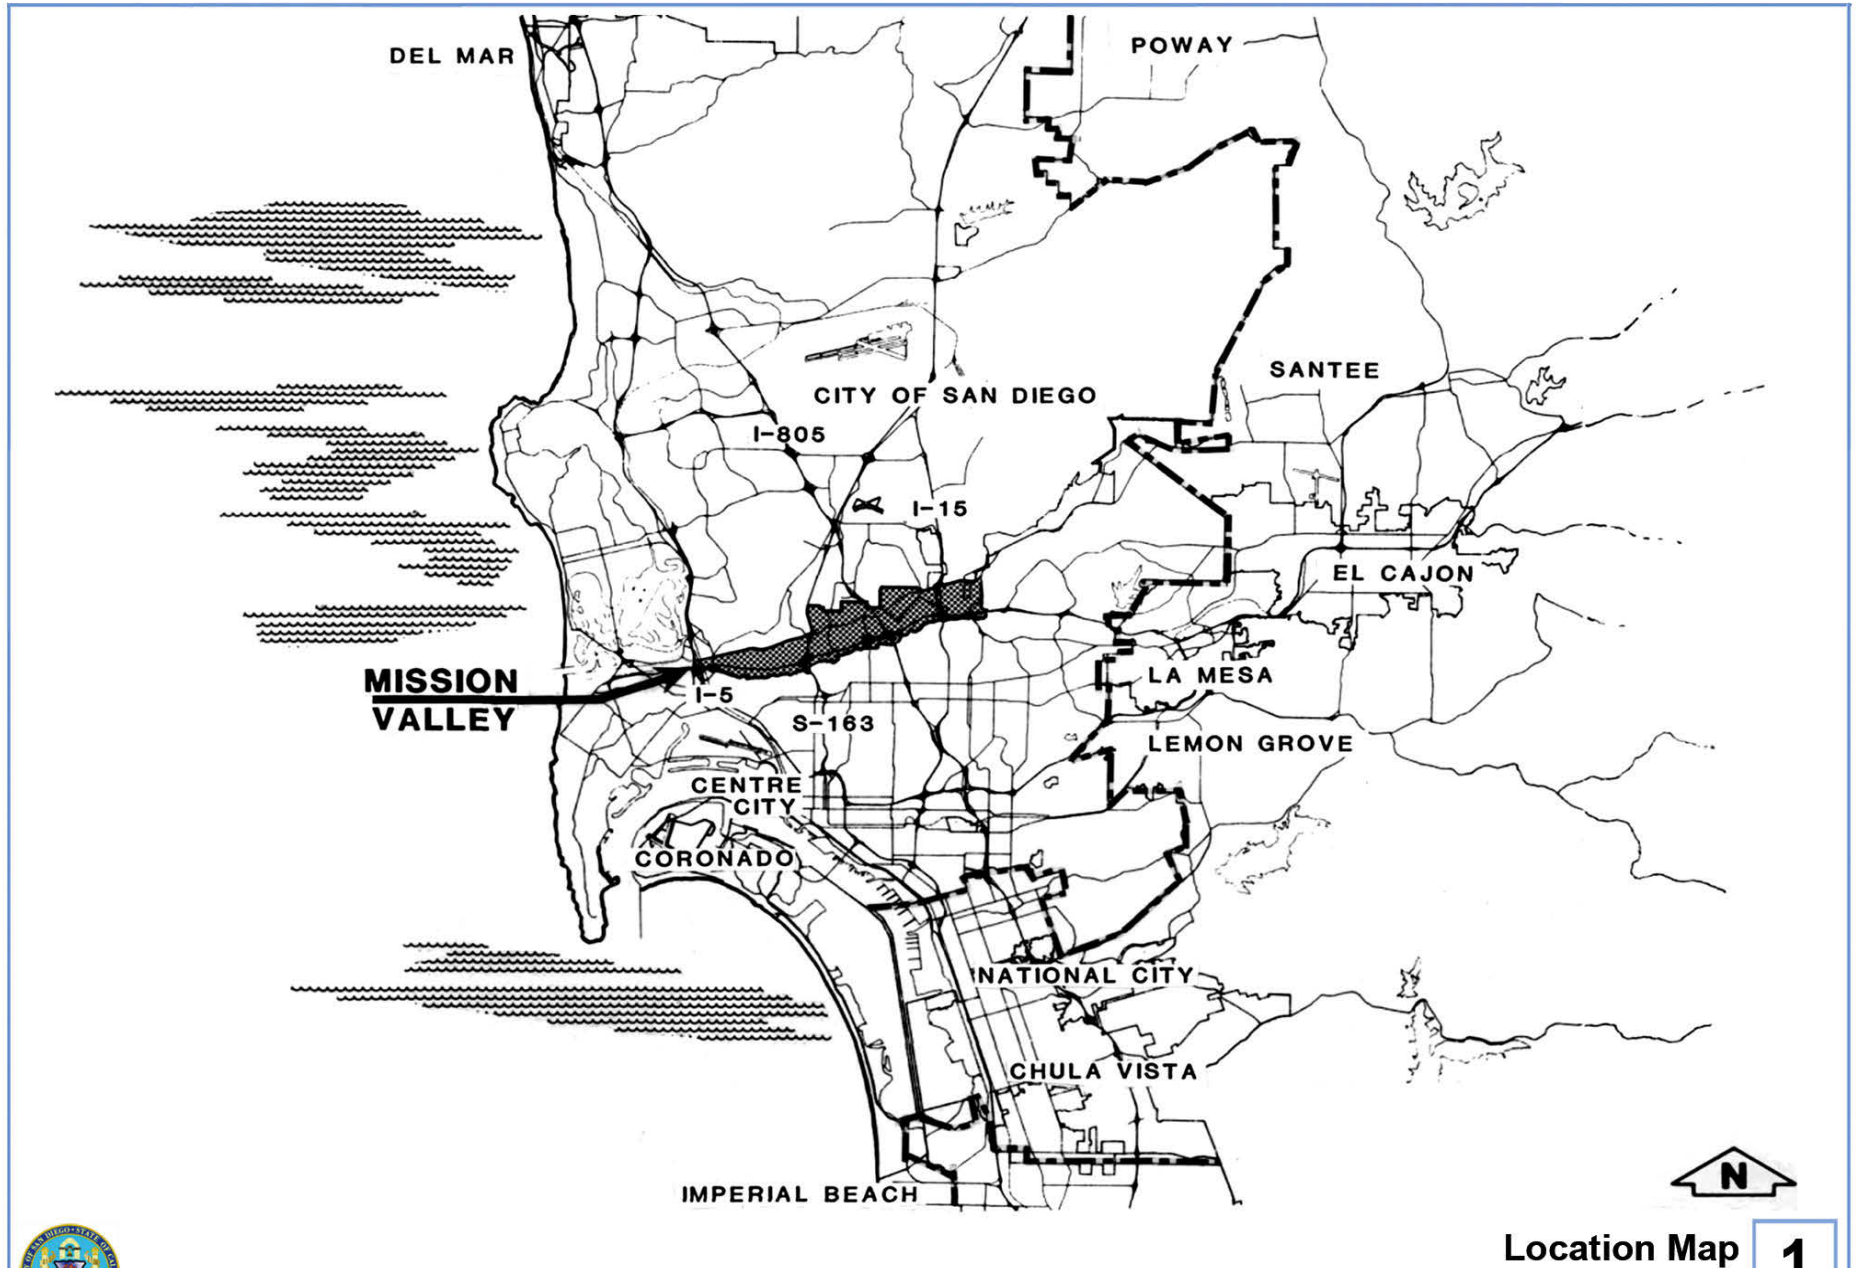 DEL MAR
POWAY
SANTEE
CITY OF SAN DIEGO
I-805
I-15
EL CAJON
MISSION
VALLEY
I-5
LA MESA
S-163
LEMON GROVE
CENTRE
CITY
CORONADO
NATIONAL CITY
CHULA VISTA
IMPERIAL BEACH
N
Location Map
1